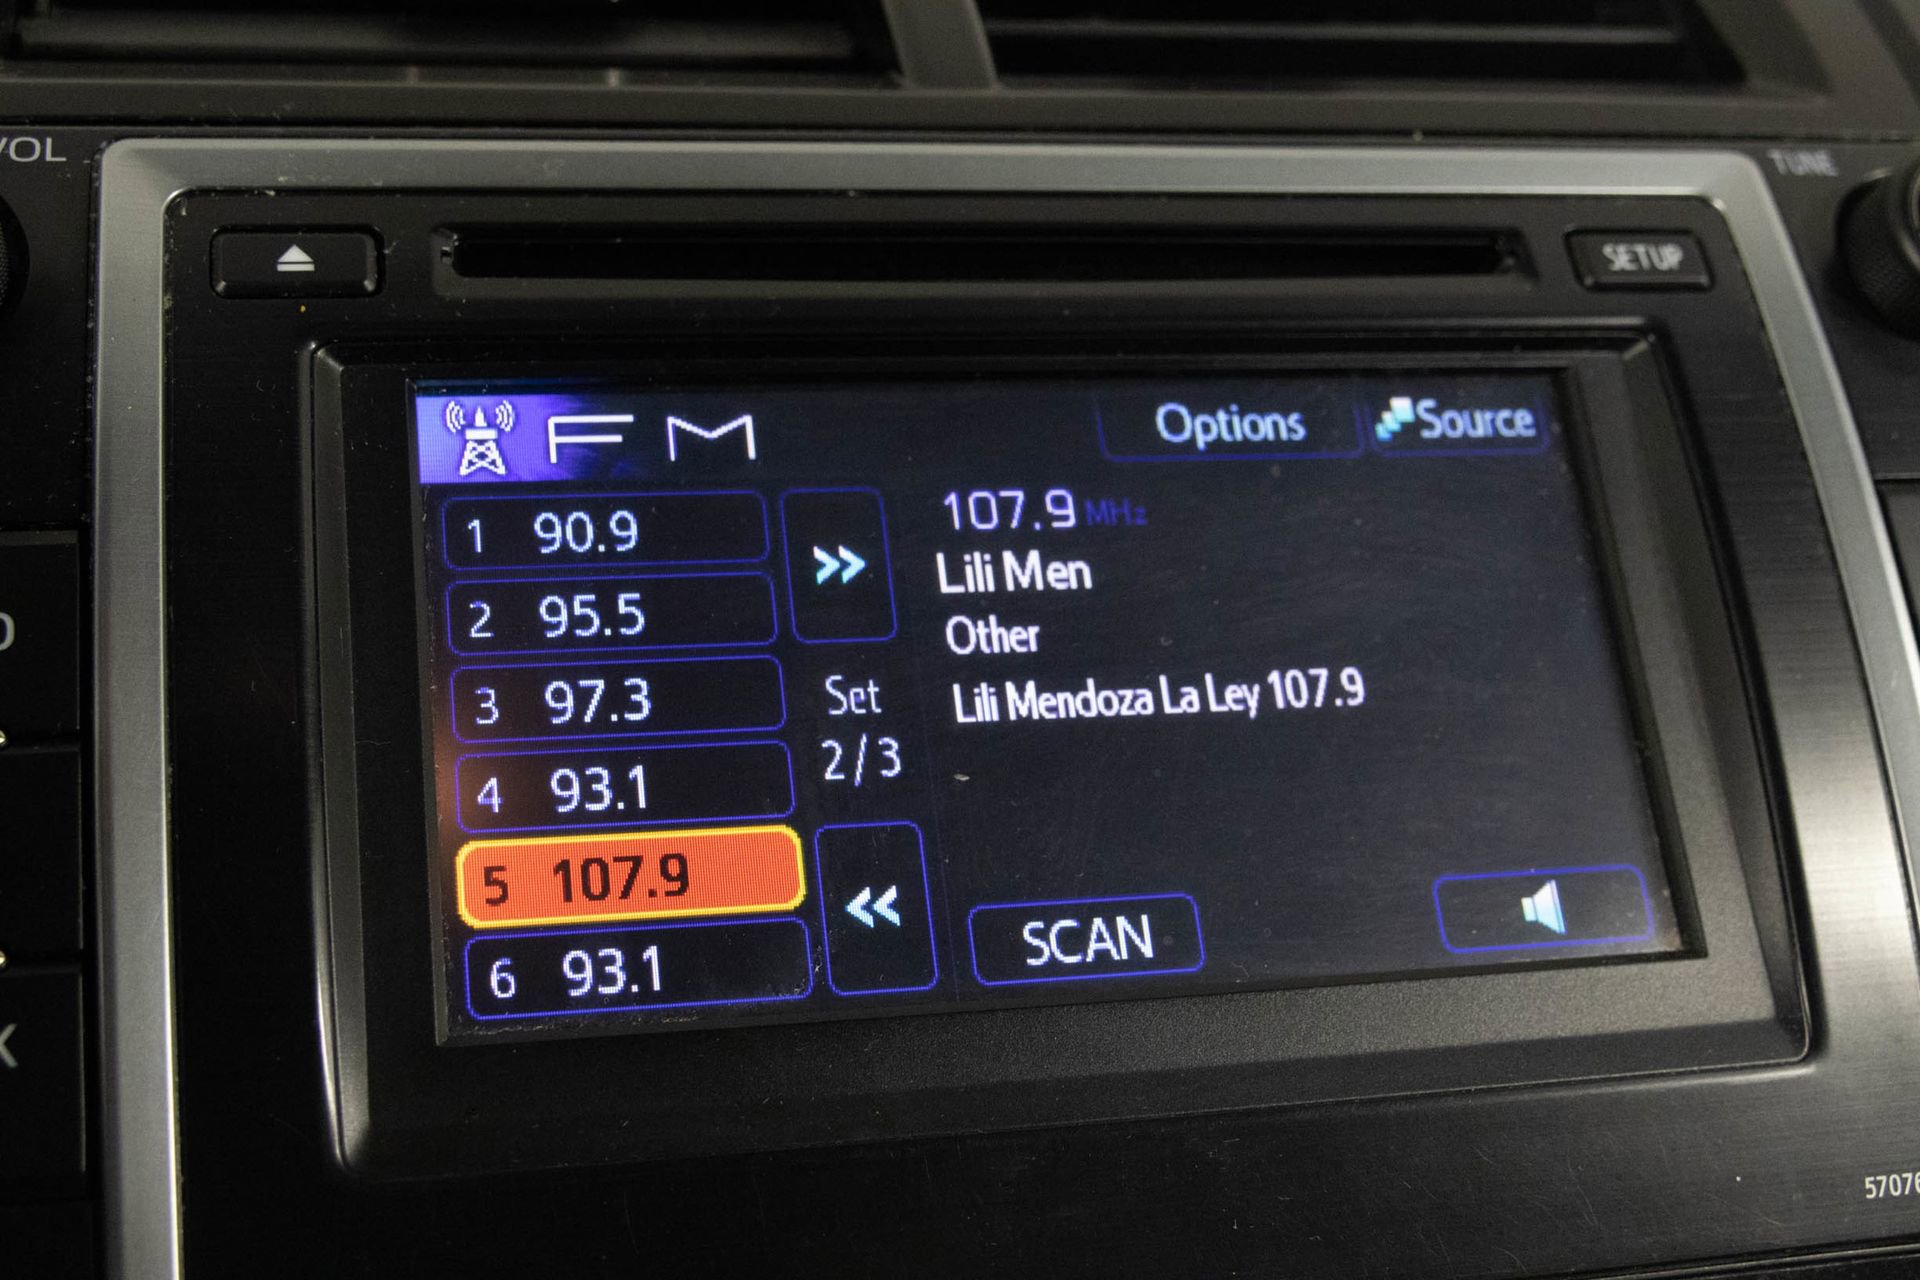 VOL
TUNE
SETUP
FM
Options
Source
1 90.9
2 95.5
3 97.3
4 93.1
5 107.9
6 93.1
Set
2/3
107.9 MHz
Lili Men
Other
Lili Mendoza La Ley 107.9
SCAN